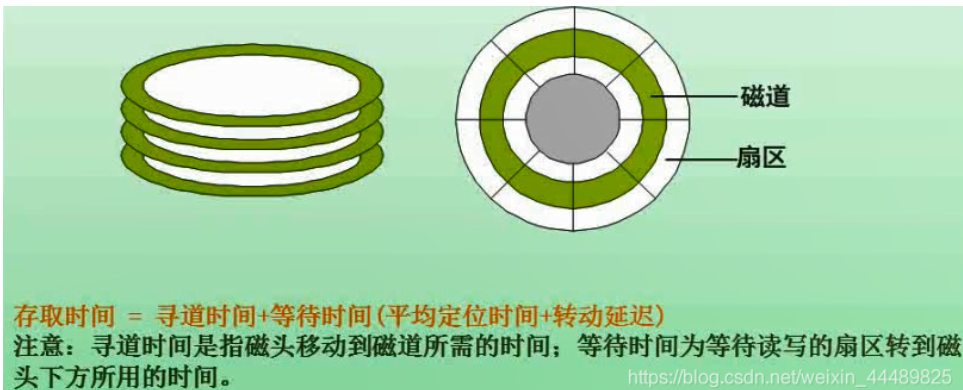 磁道
扇区
存取时间 = 寻道时间+等待时间(平均定位时间+转动延迟)
注意：寻道时间是指磁头移动到磁道所需的时间；等待时间为等待读写的扇区转到磁
头下方所用的时间。
https://blog.csdn.net/weixin_44489825